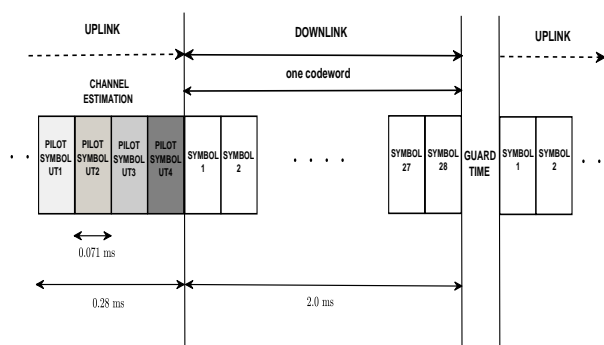 UPLINK
DOWNLINK
UPLINK
one codeword
CHANNEL
ESTIMATION
PILOT
SYMBOL
UT1
PILOT
SYMBOL
UT2
PILOT
SYMBOL
UT3
PILOT
SYMBOL
UT4
SYMBOL
1
SYMBOL
2
SYMBOL
27
SYMBOL
28
GUARD
TIME
SYMBOL
1
SYMBOL
2
0.071 ms
0.28 ms
2.0 ms